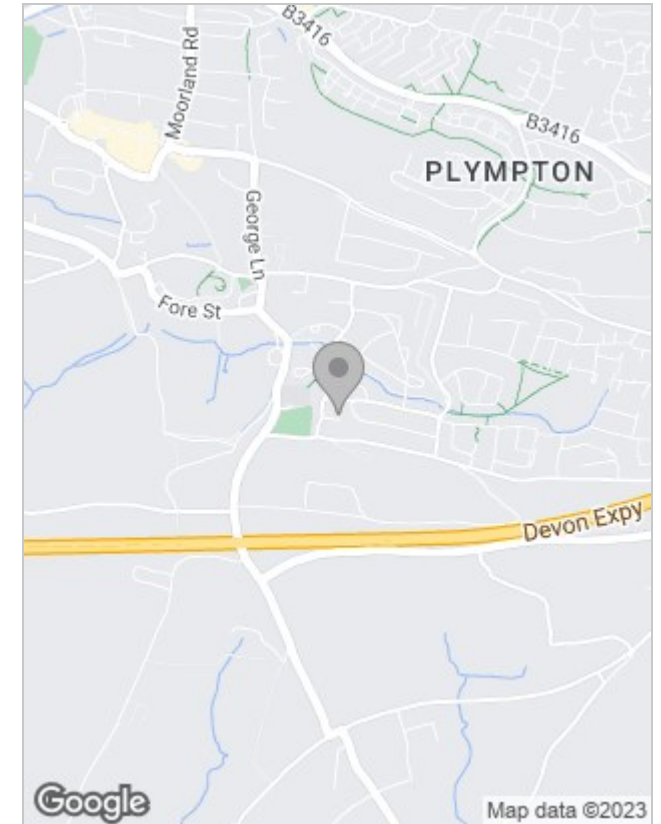 B3416
Moorland Rd
B3416
PLYMPTON
George Ln
Fore St
Devon Expy
Google
Map data ©2023